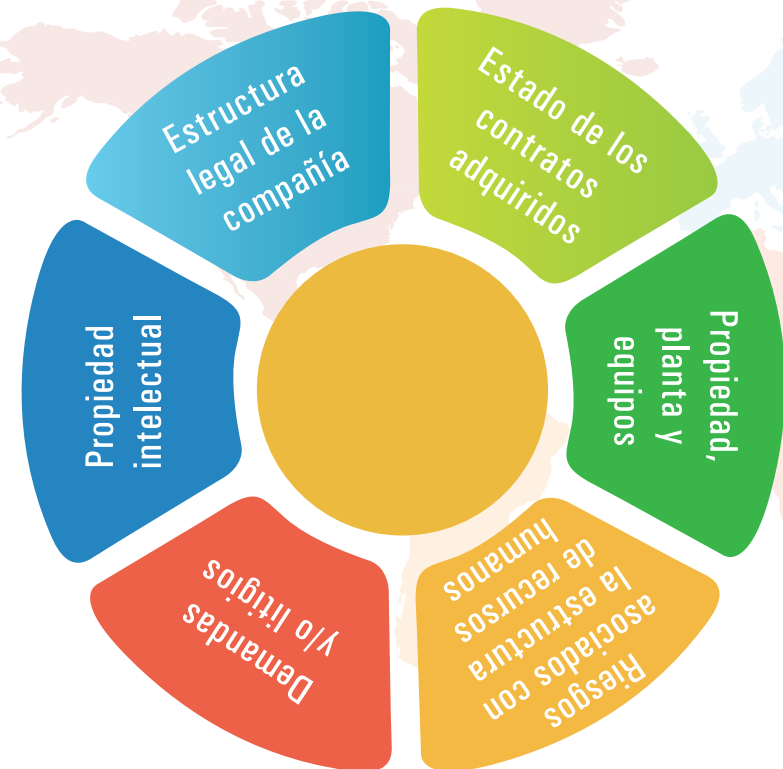 Estructura
legal de la
compañía
Estado de los
contratos
adquiridos
Propiedad,
planta y
equipos
Riesgos
asociados con
la estructura
de recursos
humanos
Demandas
y/o litigios
Propiedad
intelectual